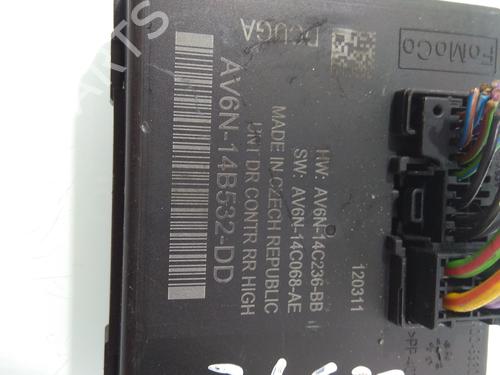 DCUGA
FoMoCo
AV6N-14B532-DD
UNIT DR CONTR RR HIGH
MADE IN CZECH REPUBLIC
SW: AV6N-14C068-AE
HW: AV6N-14C236-BB
120311